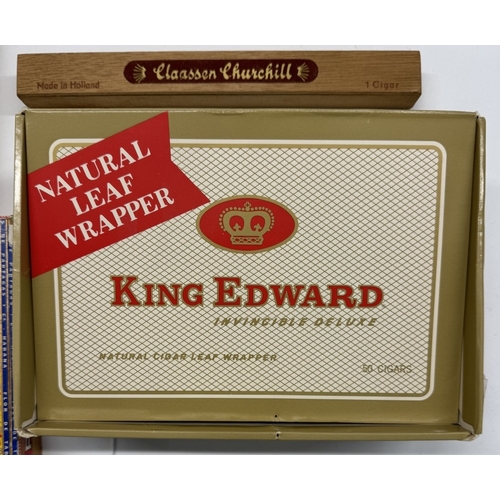 Made in Holland
Claassen Churchill
1 Cigar
NATURAL
LEAF
WRAPPER
KING EDWARD
INVINCIBLE DELUXE
NATURAL CIGAR LEAF WRAPPER
50 CIGARS